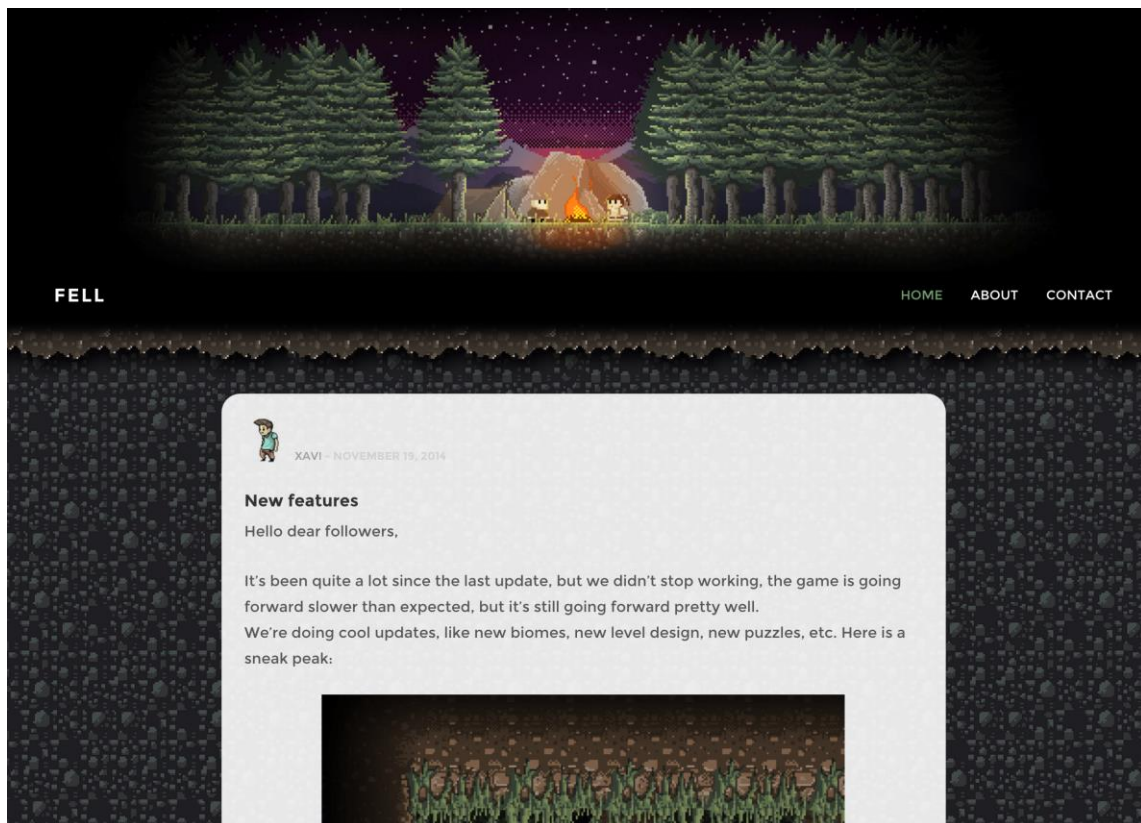 FELL
HOME ABOUT CONTACT
XAVI - NOVEMBER 19, 2014
New features
Hello dear followers,
It's been quite a lot since the last update, but we didn't stop working, the game is going
forward slower than expected, but it's still going forward pretty well.
We're doing cool updates, like new biomes, new level design, new puzzles, etc. Here is a
sneak peak: